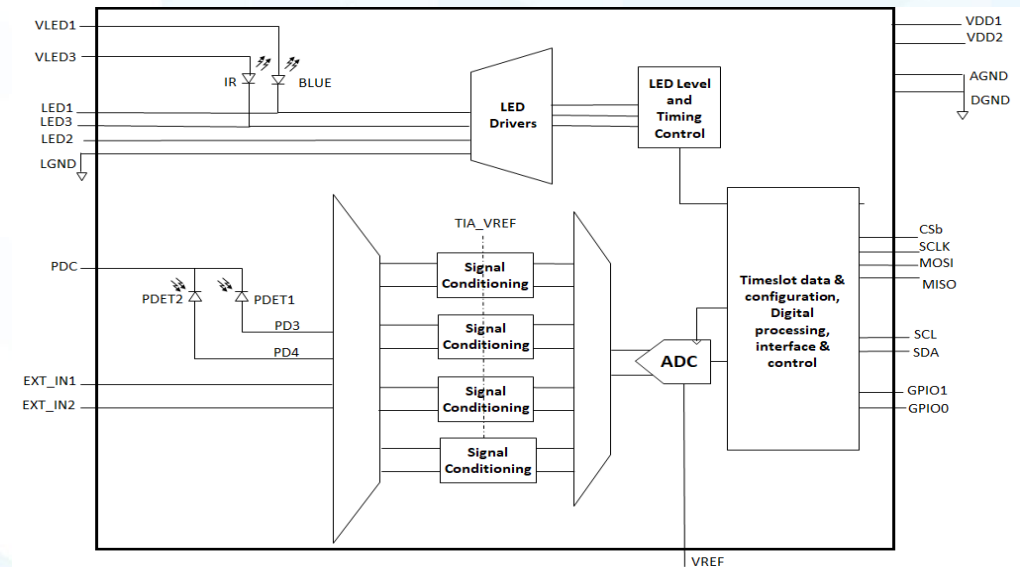 VLED1
VLED3
IR
BLUE
LED1
LED3
LED2
LGND
LED
Drivers
LED Level
and
Timing
Control
VDD1
VDD2
AGND
DGND
TIA_VREF
Signal
Conditioning
Signal
Conditioning
Signal
Conditioning
Signal
Conditioning
PDC
PDET2
PDET1
PD3
PD4
EXT_IN1
EXT_IN2
ADC
VREF
Timeslot data &
configuration,
Digital
processing,
interface &
control
CSb
SCLK
MOSI
MISO
SCL
SDA
GPIO1
GPIO0